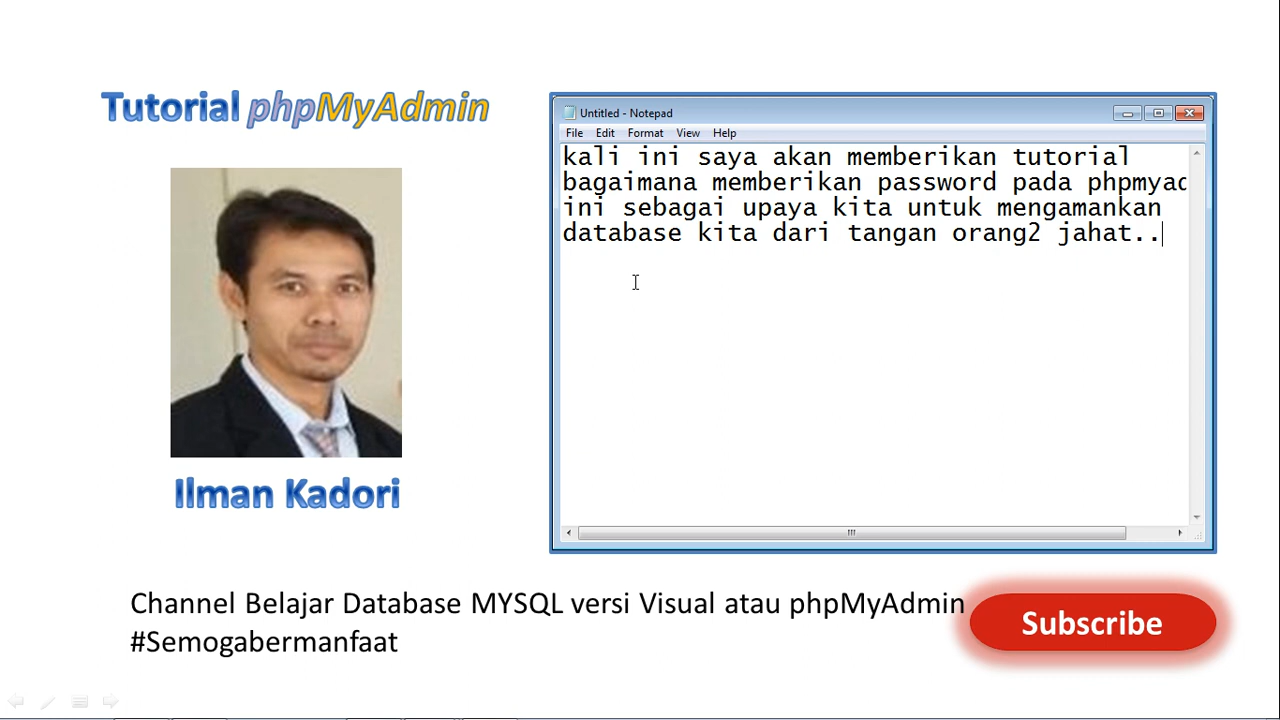 Tutorial phpMyAdmin
Ilman Kadori
Untitled - Notepad
File Edit Format View Help
kali ini saya akan memberikan tutorial
bagaimana memberikan password pada phpmyad
ini sebagai upaya kita untuk mengamankan
database kita dari tangan orang2 jahat..
Channel Belajar Database MYSQL versi Visual atau phpMyAdmin
#Semogabermanfaat
Subscribe